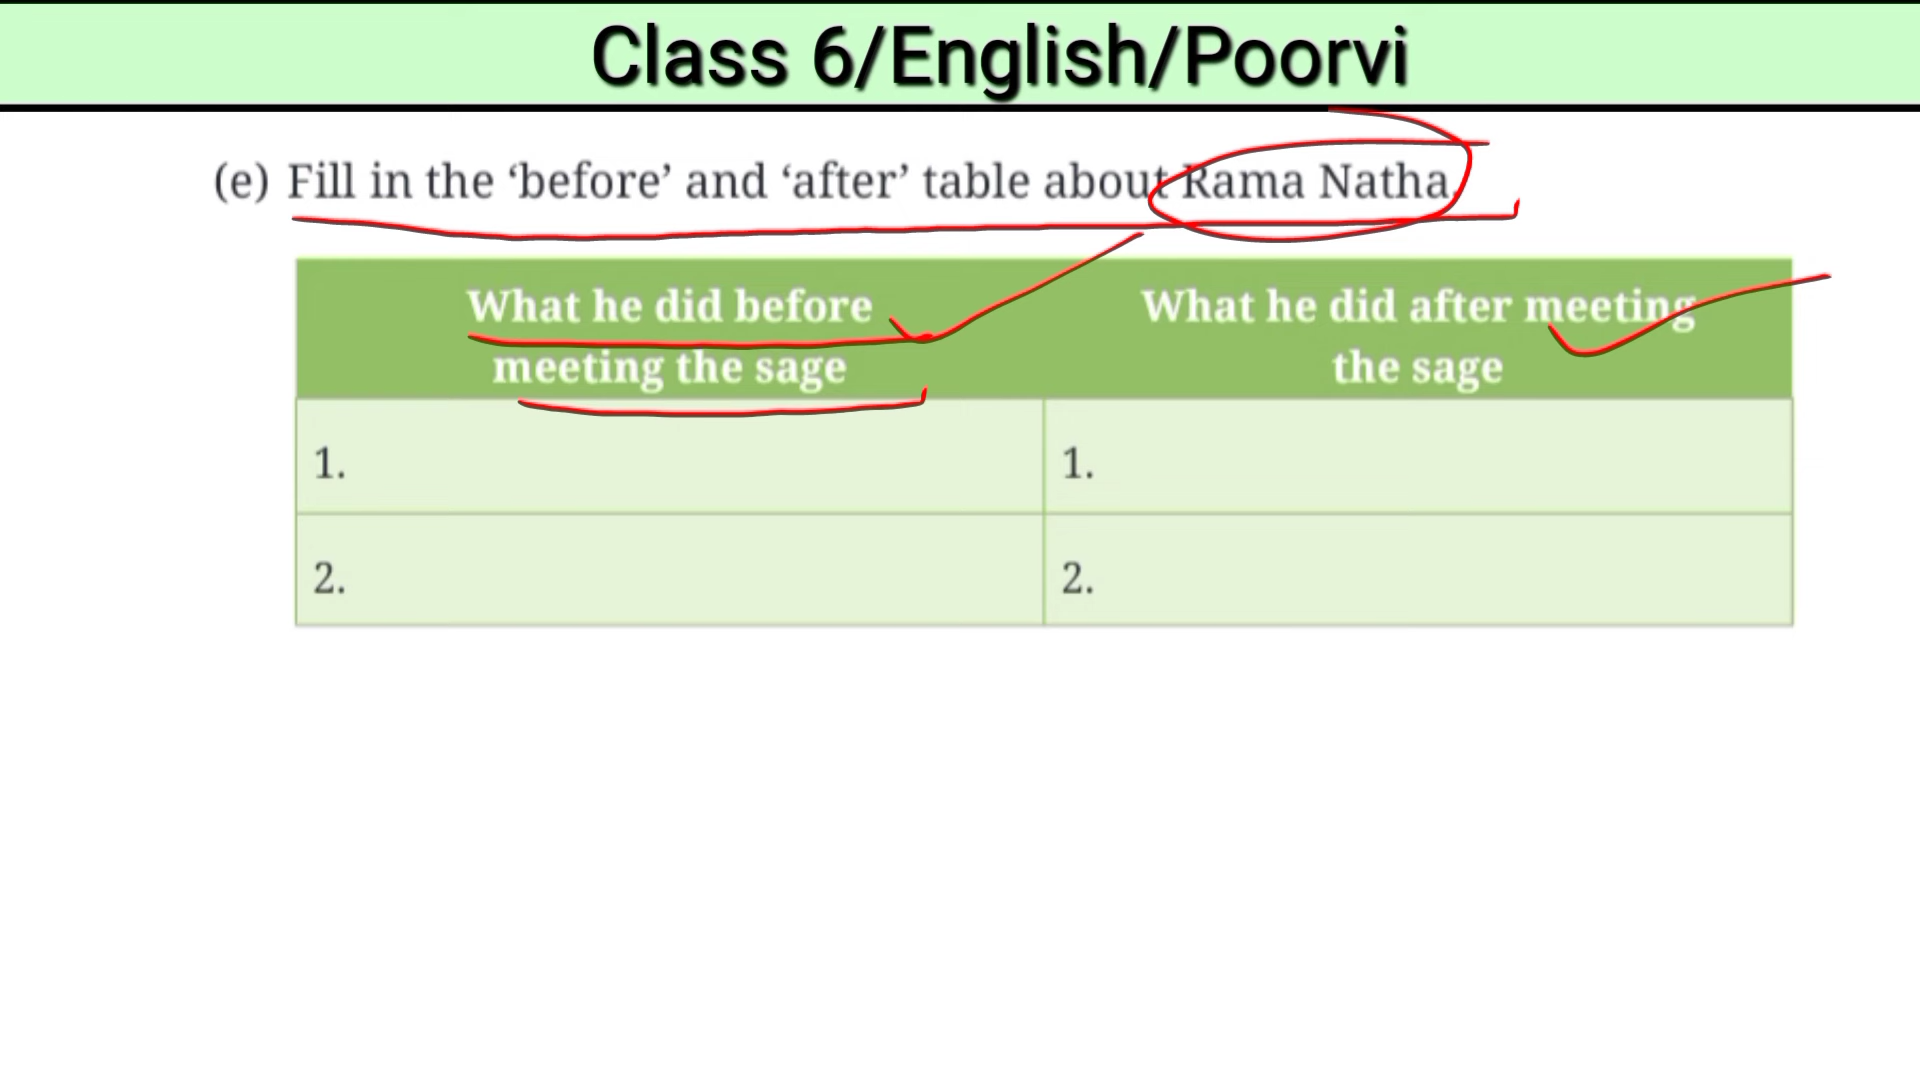 Class 6/English/Poorvi
(e) Fill in the ‘before’ and ‘after’ table about Rama Natha.
What he did before
meeting the sage
What he did after meeting
the sage
1.
1.
2.
2.